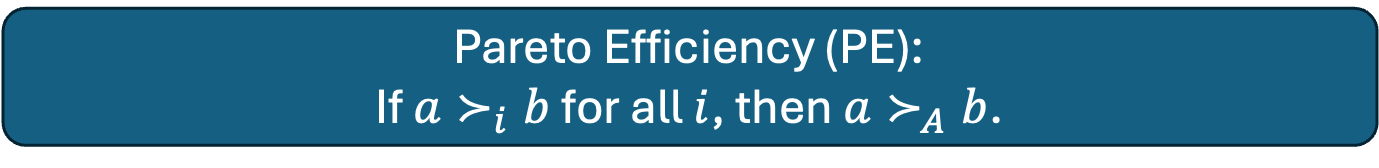 Pareto Efficiency (PE):
If a ≻ᵢ b for all i, then a ≻_A b.